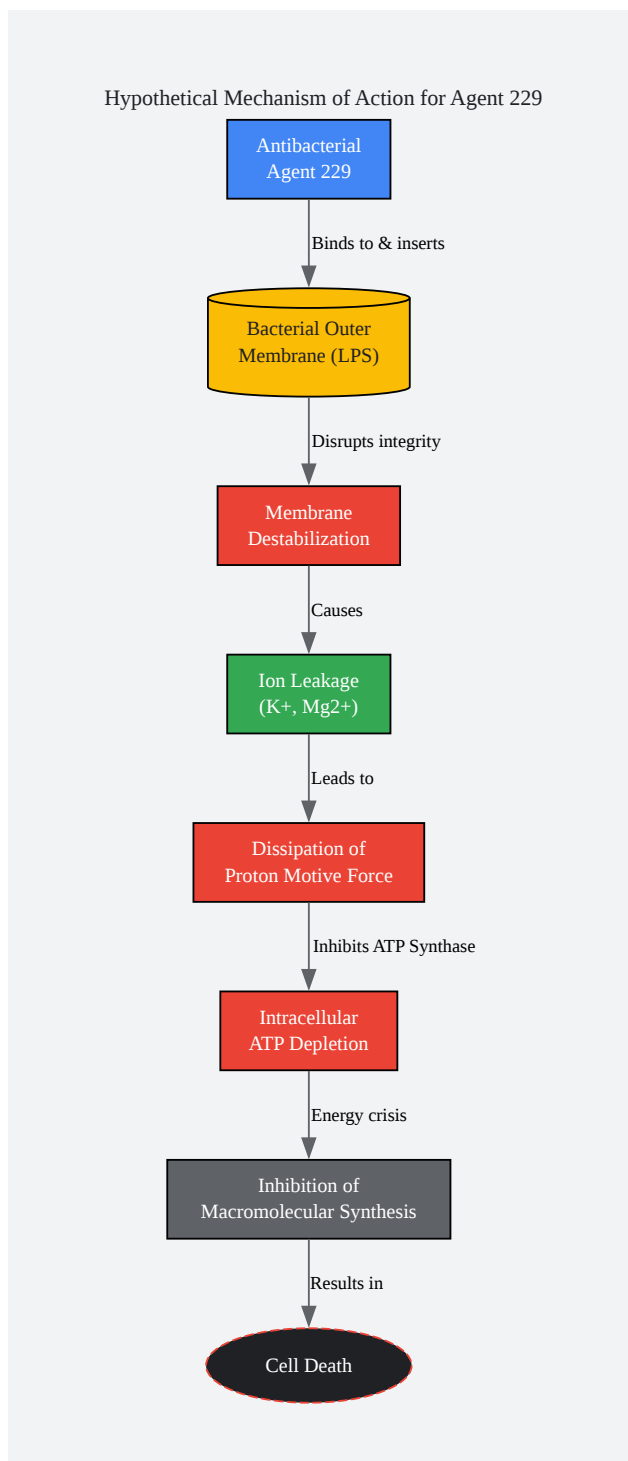 Hypothetical Mechanism of Action for Agent 229
Antibacterial
Agent 229
Binds to & inserts
Bacterial Outer
Membrane (LPS)
Disrupts integrity
Membrane
Destabilization
Causes
Ion Leakage
(K+, Mg2+)
Leads to
Dissipation of
Proton Motive Force
Inhibits ATP Synthase
Intracellular
ATP Depletion
Energy crisis
Inhibition of
Macromolecular Synthesis
Results in
Cell Death